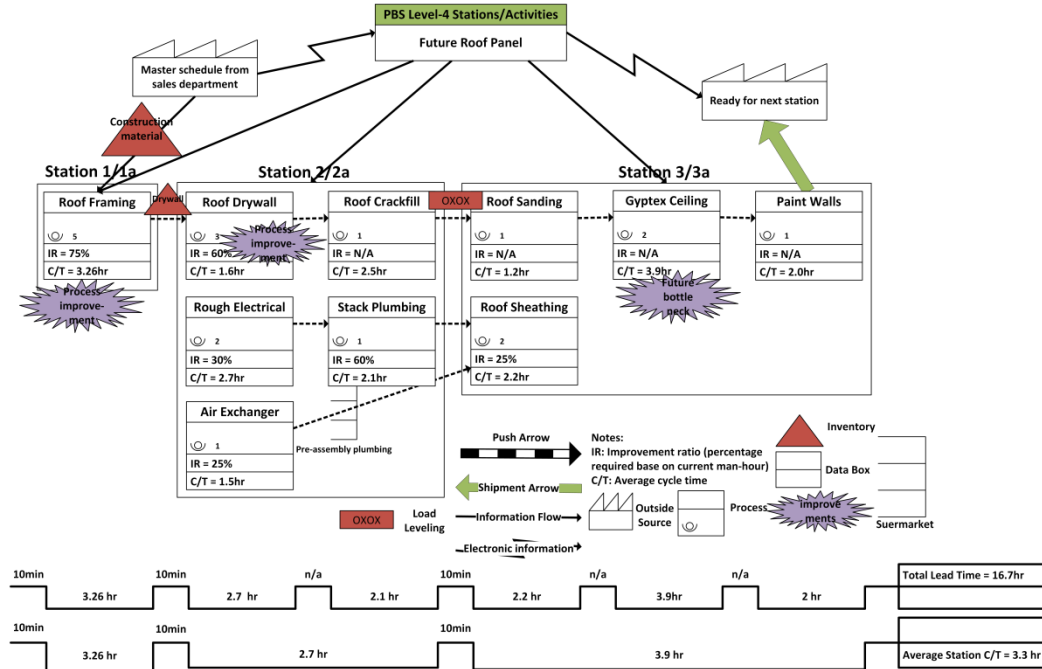 PBS Level-4 Stations/Activities
Future Roof Panel
Master schedule from
sales department
Ready for next station
Construction
material
Station 1/1a
Station 2/2a
Station 3/3a
Drywall
OXOX
Roof Framing
5
IR = 75%
C/T = 3.26hr
Process
improve-
ment
Roof Drywall
3
IR = 60%
C/T = 1.6hr
Process
improve-
ment
Roof Crackfill
1
IR = N/A
C/T = 2.5hr
Roof Sanding
1
IR = N/A
C/T = 1.2hr
Gyptex Ceiling
2
IR = N/A
C/T = 3.9hr
Future
bottle
neck
Paint Walls
1
IR = N/A
C/T = 2.0hr
Rough Electrical
2
IR = 30%
C/T = 2.7hr
Stack Plumbing
1
IR = 60%
C/T = 2.1hr
Roof Sheathing
2
IR = 25%
C/T = 2.2hr
Air Exchanger
1
IR = 25%
C/T = 1.5hr
Pre-assembly plumbing
Push Arrow
Shipment Arrow
OXOX
Load
Leveling
Information Flow
Electronic information
Notes:
IR: Improvement ratio (percentage
required base on current man-hour)
C/T: Average cycle time
Outside
Source
Process
Inventory
Data Box
improve
ments
Suermarket
10min
3.26 hr
10min
2.7 hr
n/a
2.1 hr
10min
2.2 hr
n/a
3.9hr
n/a
2 hr
Total Lead Time = 16.7hr
10min
3.26 hr
10min
2.7 hr
10min
3.9 hr
Average Station C/T = 3.3 hr